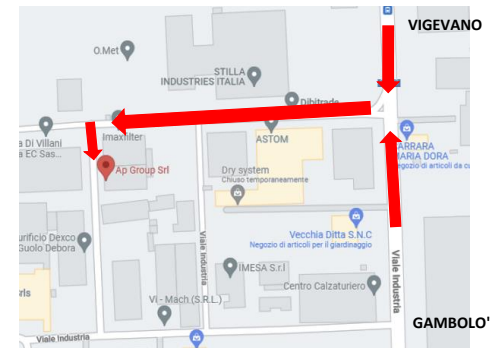 VIGEVANO
O.Met
STILLA
INDUSTRIES ITALIA
Dibitrade
Imaxfilter
a Di Villani
a EC Sas...
ASTOM
CARRARA
MARIA DORA
negozio di articoli da cu
Ap Group Srl
Dry system
Chiuso temporaneamente
Viale Industria
Vecchia Ditta S.N.C
Negozio di articoli per il giardinaggio
urificio Dexco
Guolo Debora
IMESA S.r.l
Viale Industria
Centro Calzaturiero
ris
Vi - Mach (S.R.L.)
Viale Industria
GAMBOLO'